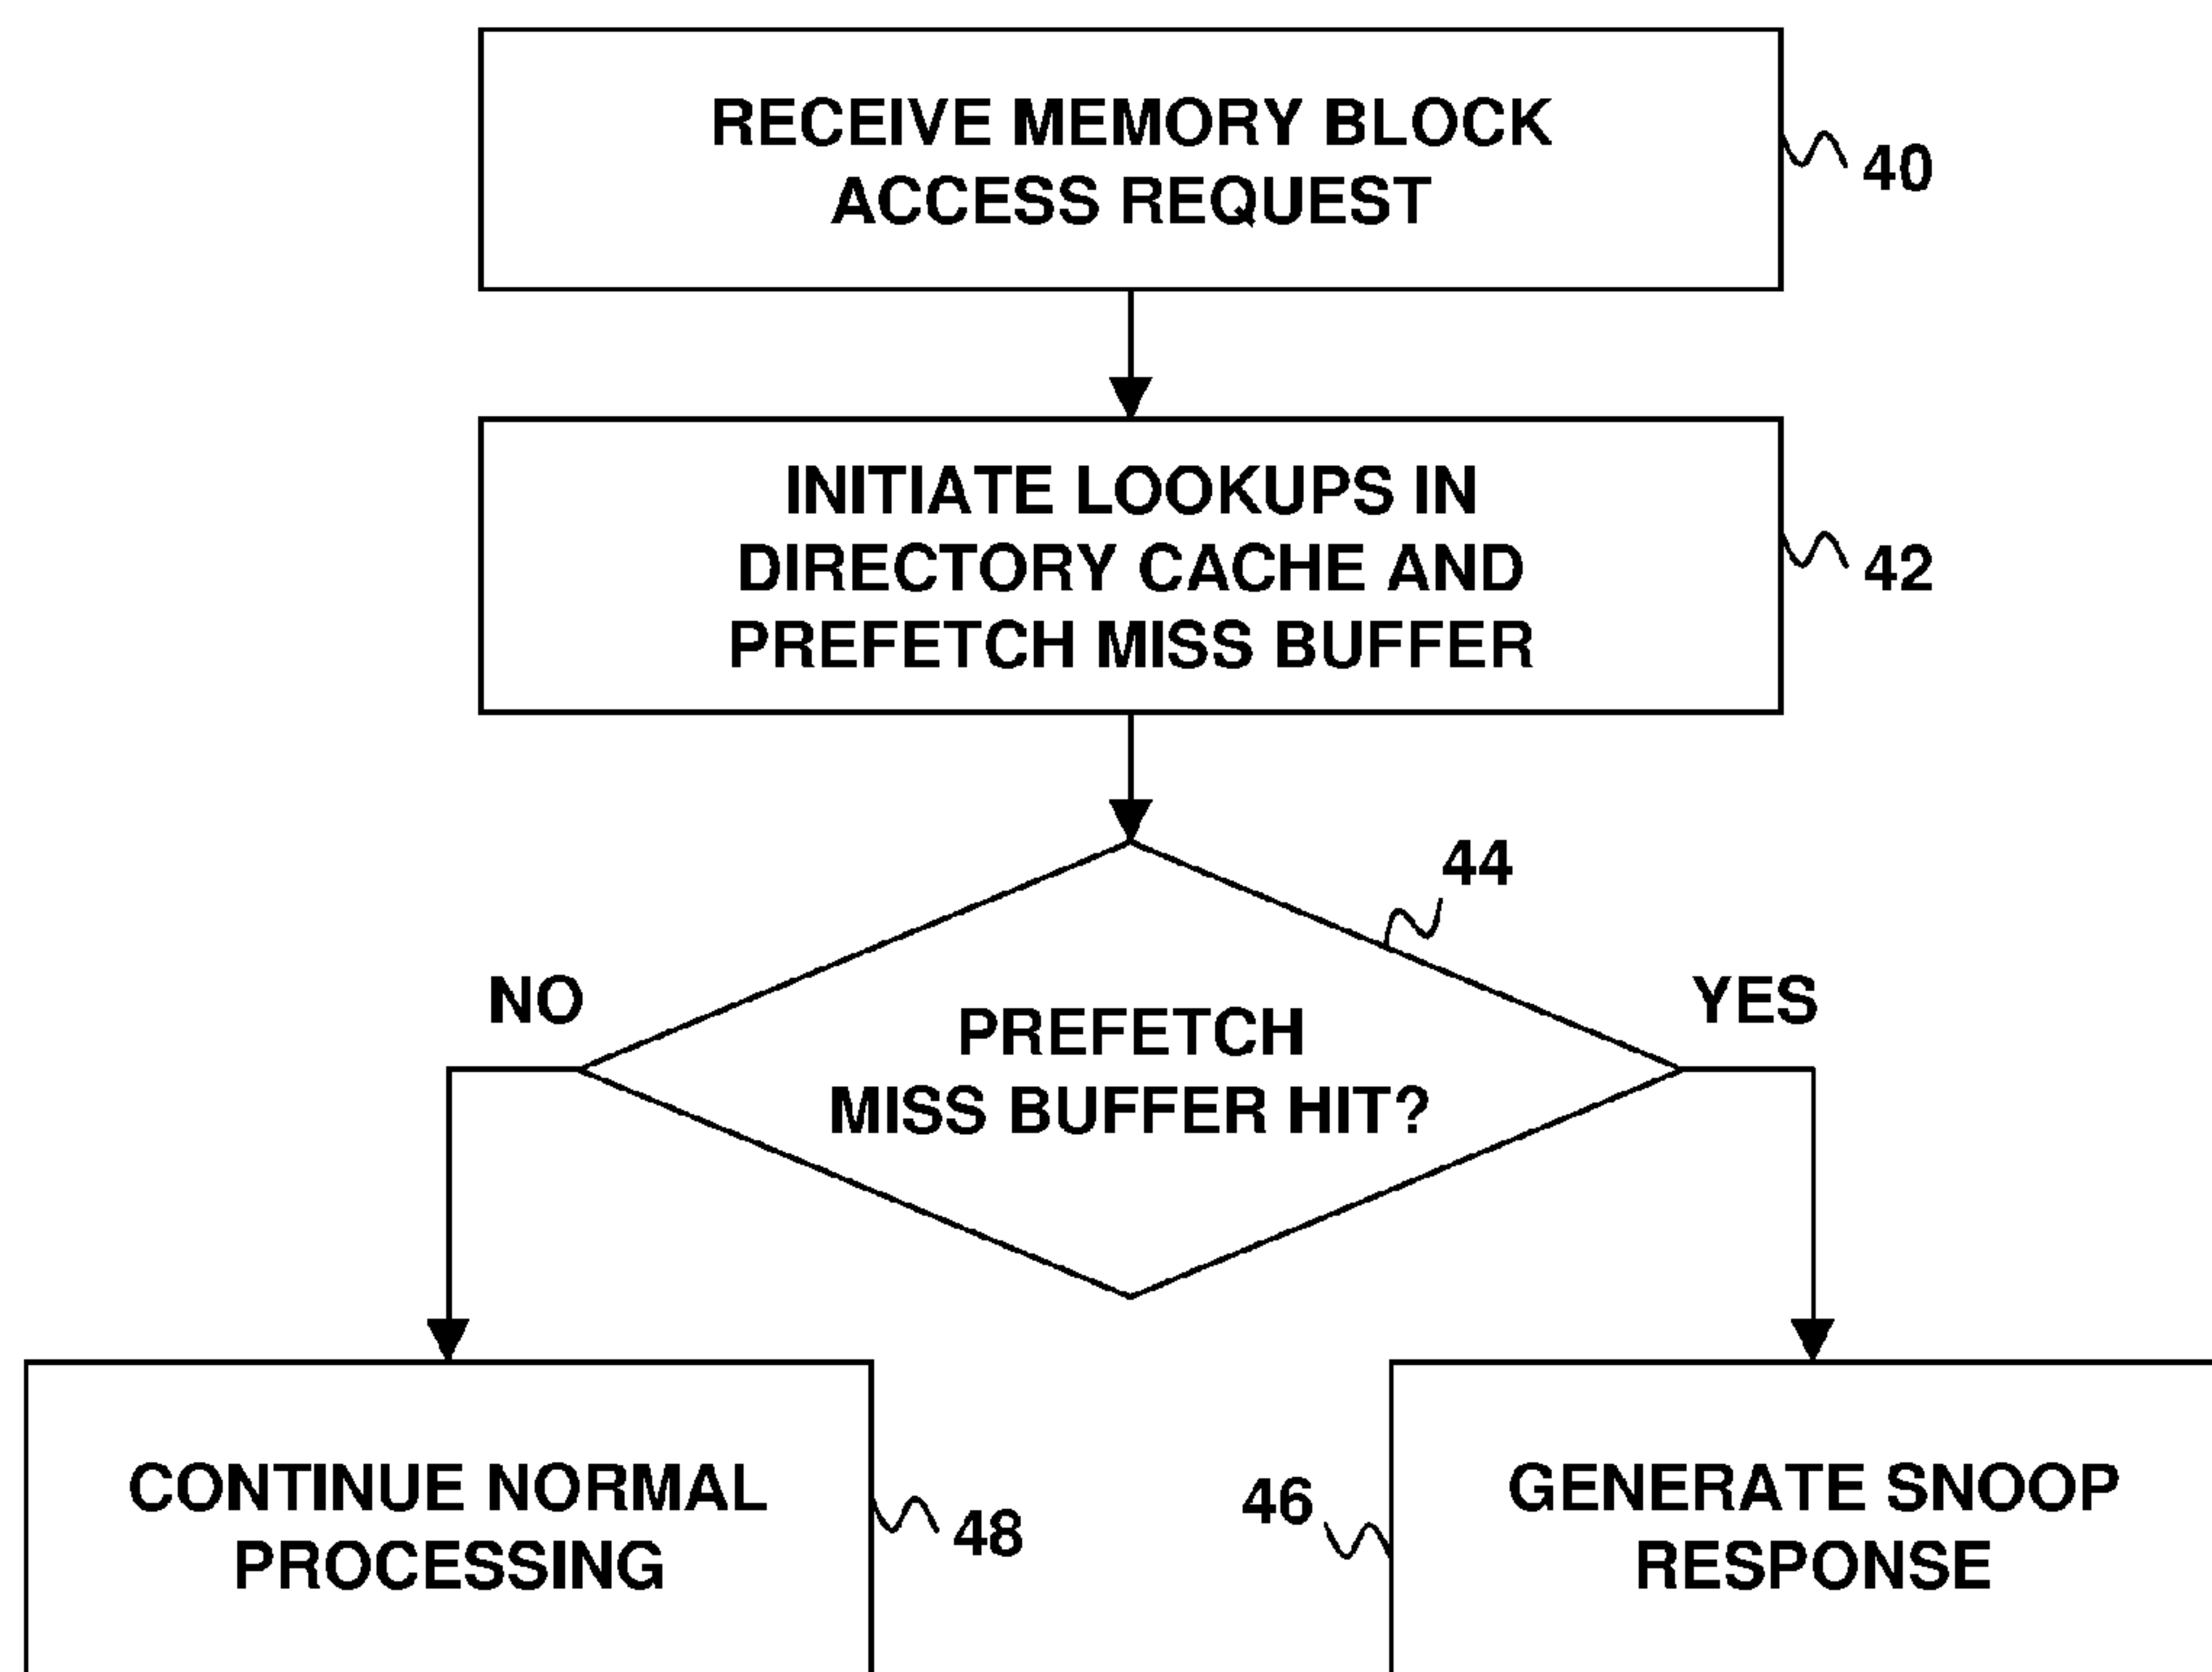 RECEIVE MEMORY BLOCK
ACCESS REQUEST
40
INITIATE LOOKUPS IN
DIRECTORY CACHE AND
PREFETCH MISS BUFFER
42
44
NO
YES
PREFETCH
MISS BUFFER HIT?
CONTINUE NORMAL
PROCESSING
48
46
GENERATE SNOOP
RESPONSE